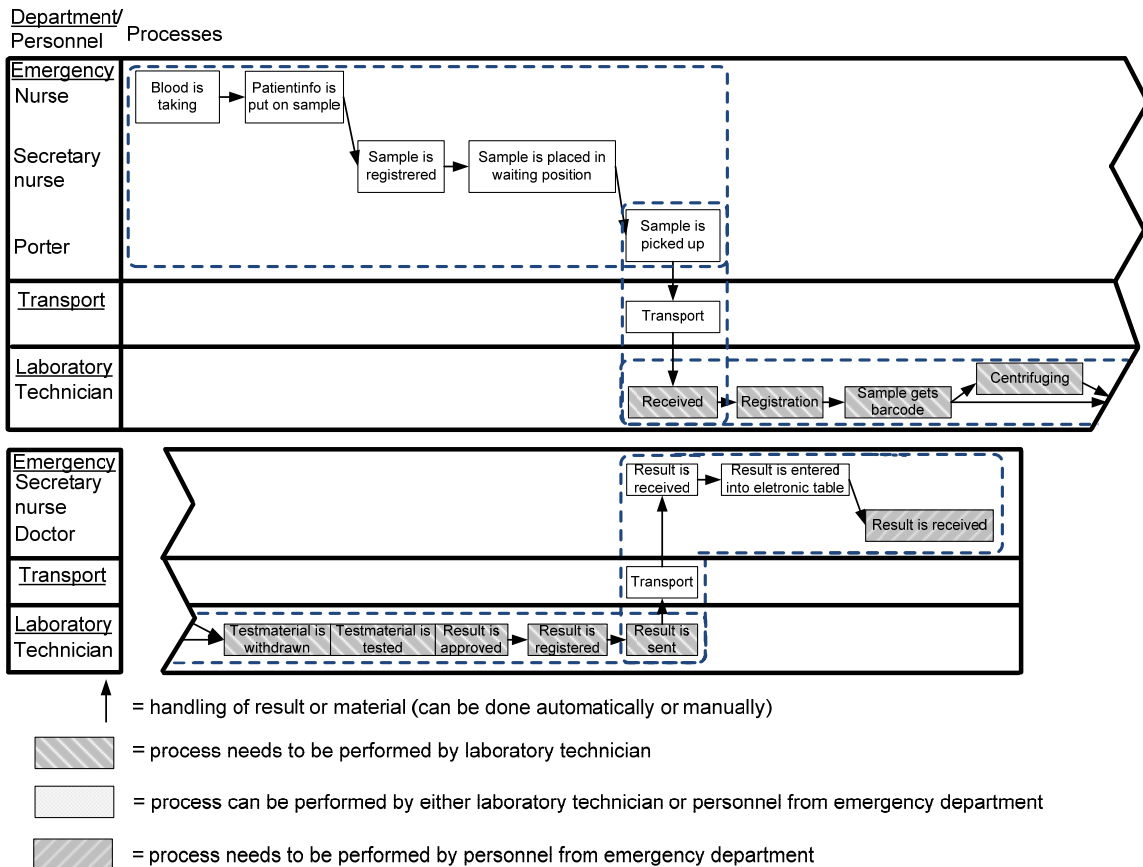 Department/
Personnel
Processes
Emergency
Nurse
Blood is
taking
Patientinfo is
put on sample
Secretary
nurse
Sample is
registrered
Sample is placed in
waiting position
Porter
Sample is
picked up
Transport
Transport
Laboratory
Technician
Received
Registration
Sample gets
barcode
Centrifuging
Emergency
Secretary
nurse
Doctor
Result is
received
Result is entered
into eletronic table
Result is received
Transport
Transport
Laboratory
Technician
Testmaterial is
withdrawn
Testmaterial is
tested
Result is
approved
Result is
registered
Result is
sent
= handling of result or material (can be done automatically or manually)
= process needs to be performed by laboratory technician
= process can be performed by either laboratory technician or personnel from emergency department
= process needs to be performed by personnel from emergency department